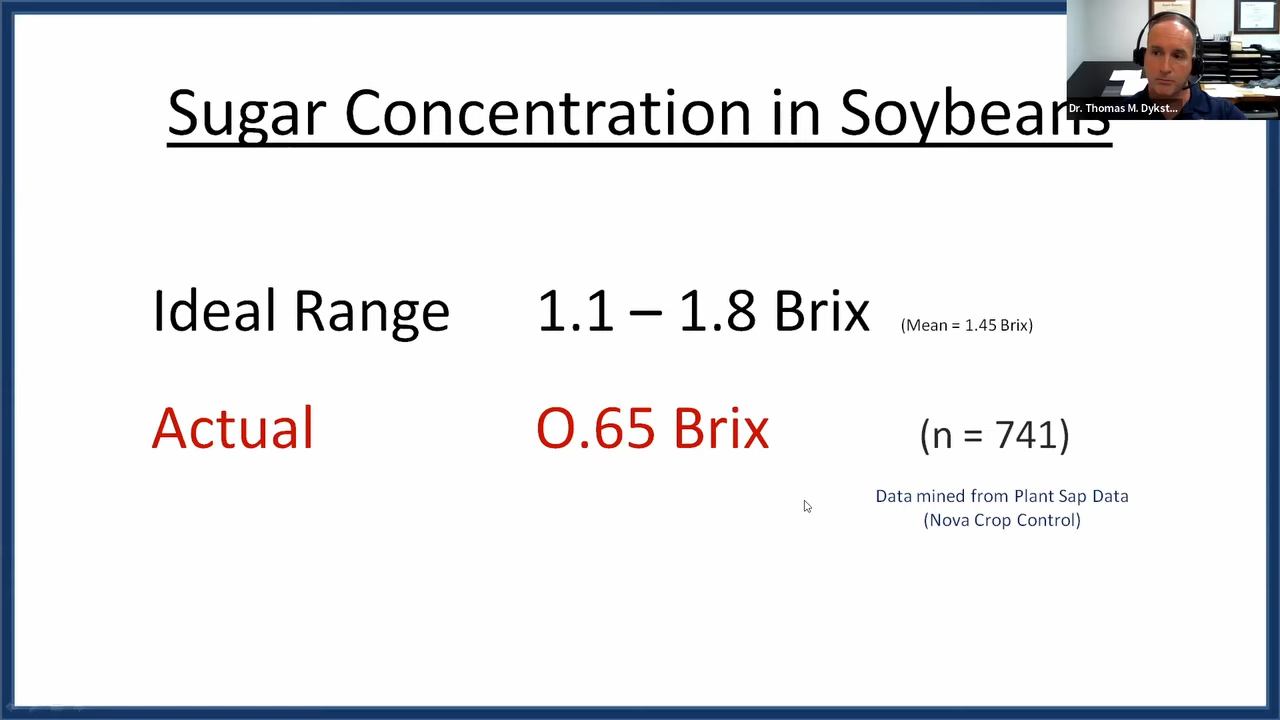 Sugar Concentration in Soybeans
Dr. Thomas M. Dykst...
Ideal Range 1.1 – 1.8 Brix (Mean = 1.45 Brix)
Actual O.65 Brix (n = 741)
Data mined from Plant Sap Data
(Nova Crop Control)